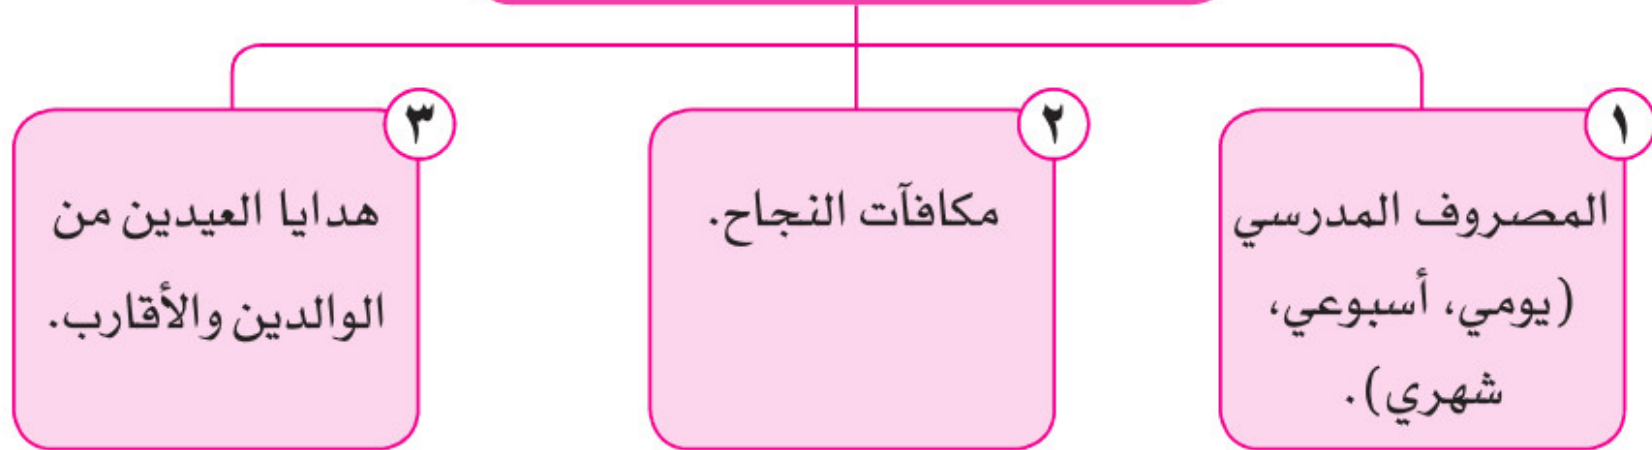 ١
المصروف المدرسي
(يومي، أسبوعي،
شهري).
٢
مكافآت النجاح.
٣
هدايا العيدين من
الوالدين والأقارب.